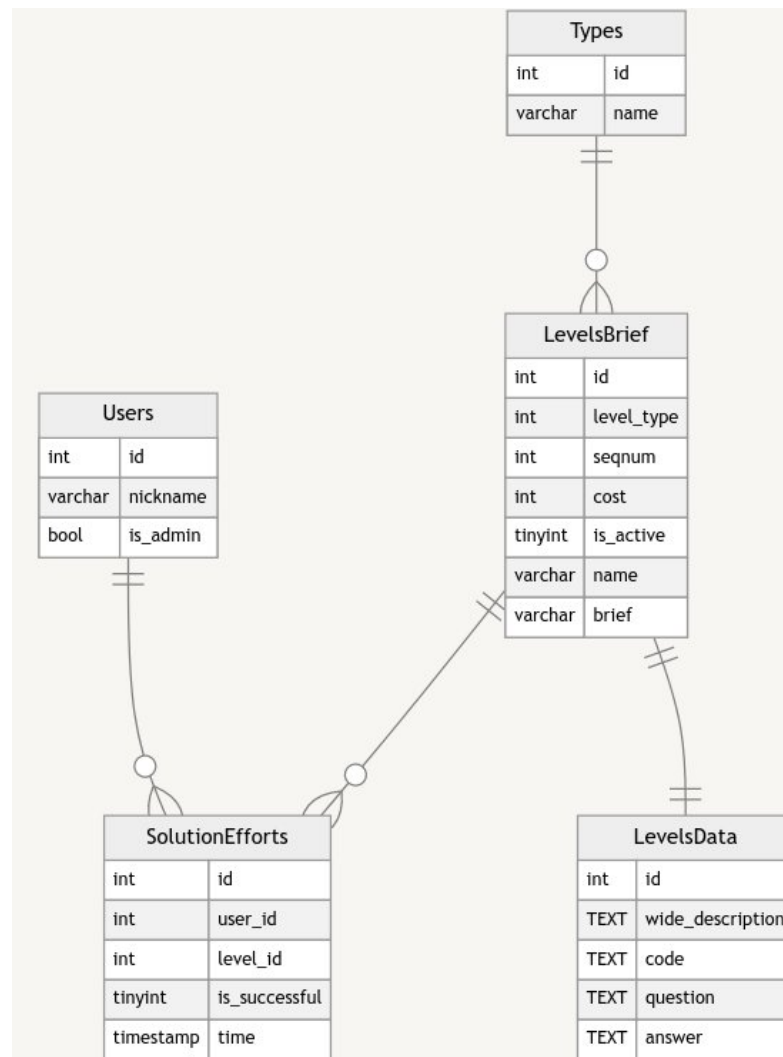 Types
int id
varchar name
LevelsBrief
int id
int level_type
int seqnum
int cost
tinyint is_active
varchar name
varchar brief
Users
int id
varchar nickname
bool is_admin
SolutionEfforts
int id
int user_id
int level_id
tinyint is_successful
timestamp time
LevelsData
int id
TEXT wide_description
TEXT code
TEXT question
TEXT answer